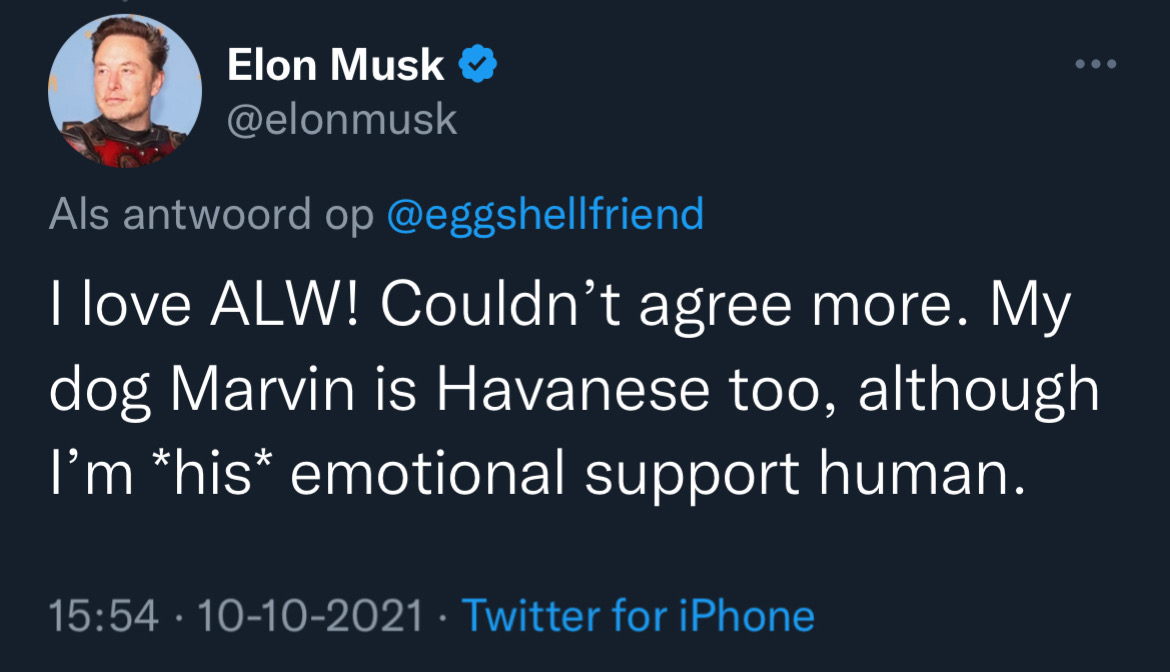 Elon Musk
@elonmusk
Als antwoord op @eggshellfriend
I love ALW! Couldn’t agree more. My
dog Marvin is Havanese too, although
I’m *his* emotional support human.
15:54 · 10-10-2021 · Twitter for iPhone